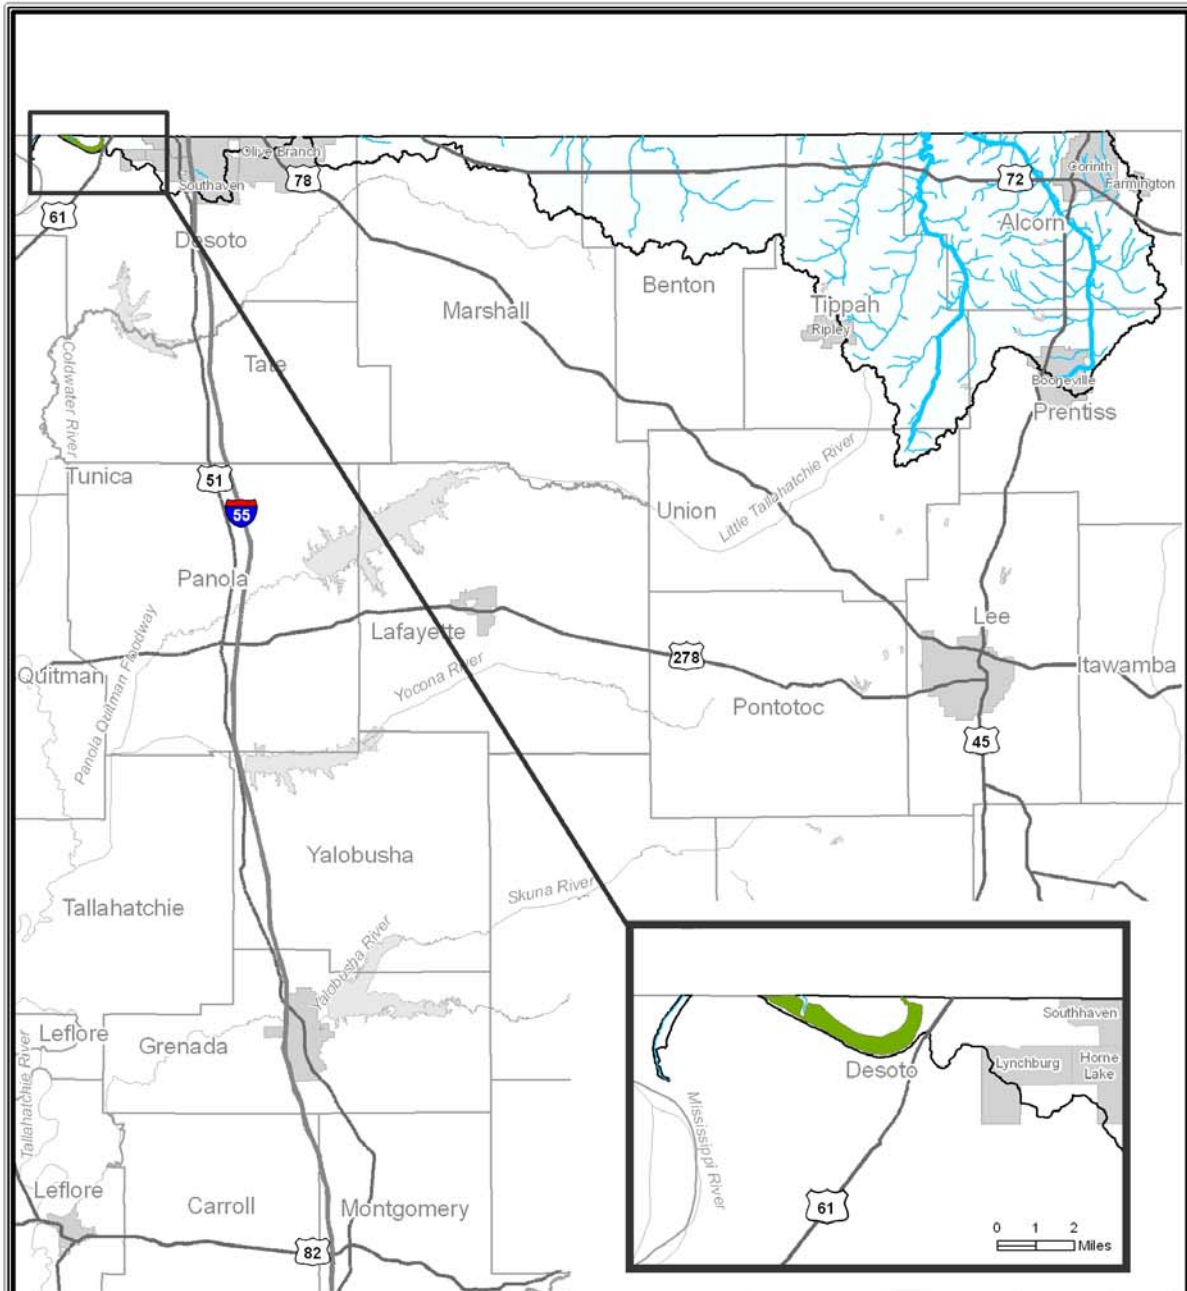 Olive Branch
Corinth
78
72
Southaven
Farmington
61
Alcorn
Desoto
Benton
Marshall
Tippah
Ripley
Coldwater River
Tate
Booneville
Prentiss
Tunica
51
Little Tallahatchie River
Union
55
Panola
Lee
Lafayette
278
Quitman
Itawamba
Panola Quitman Floodway
Yocona River
Pontotoc
45
Yalobusha
Skuna River
Tallahatchie
Yalobusha River
Leflore
Grenada
Southhaven
Desoto
Lynchburg
Horne
Lake
Tallahatchie River
Mississippi River
Leflore
Carroll
Montgomery
61
0 1 2
Miles
82